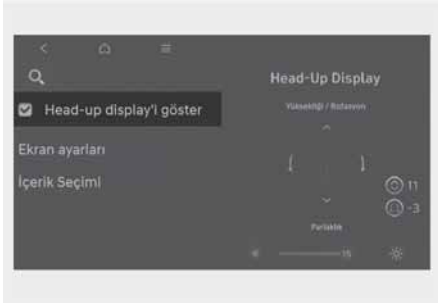 Head-Up Display
Head-up display'i göster
Yüksekliği / Rotasyon
Ekran ayarları
İçerik Seçimi
11
-3
Parlaklık
15